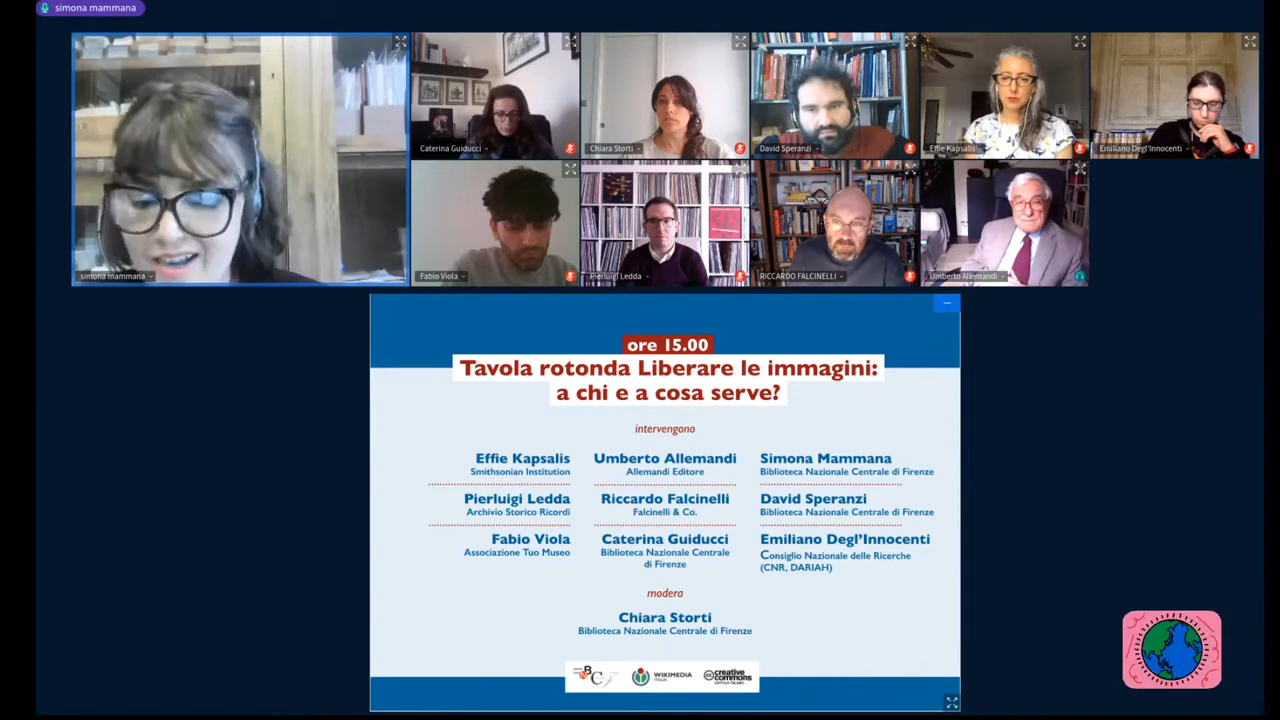 simona mammana
simona mammana
Caterina Guiducci
Chiara Storti
David Speranzi
Effie Kapsalis
Emiliano Degl'Innocenti
Fabio Viola
Pierluigi Ledda
RICCARDO FALCINELLI
Umberto Allemandi
ore 15.00
Tavola rotonda Liberare le immagini:
a chi e a cosa serve?
intervengono
Effie Kapsalis
Smithsonian Institution
Umberto Allemandi
Allemandi Editore
Simona Mammana
Biblioteca Nazionale Centrale di Firenze
Pierluigi Ledda
Archivio Storico Ricordi
Riccardo Falcinelli
Falcinelli & Co.
David Speranzi
Biblioteca Nazionale Centrale di Firenze
Fabio Viola
Associazione Tuo Museo
Caterina Guiducci
Biblioteca Nazionale Centrale
di Firenze
Emiliano Degl'Innocenti
Consiglio Nazionale delle Ricerche
(CNR, DARIAH)
modera
Chiara Storti
Biblioteca Nazionale Centrale di Firenze
WIKIMEDIA
ITALIA
cc creative
commons